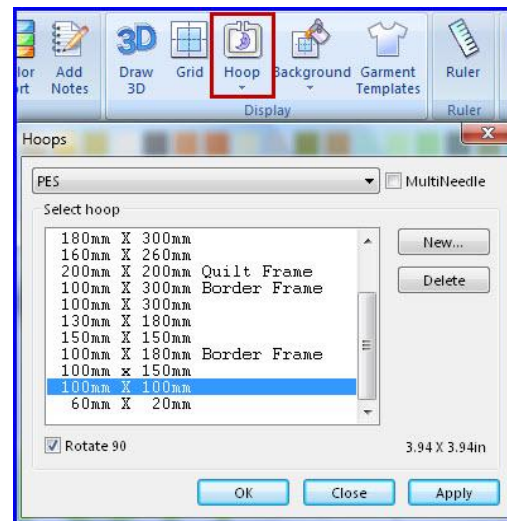 3D
lor Add Draw Grid Hoop Background Garment Ruler
rt Notes 3D Templates
Display Ruler
Hoops
PES MultiNeedle
Select hoop
180mm X 300mm
160mm X 260mm
200mm X 200mm Quilt Frame
100mm X 300mm Border Frame
100mm X 300mm
130mm X 180mm
150mm X 150mm
100mm X 180mm Border Frame
100mm x 150mm
100mm X 100mm
60mm X 20mm
New...
Delete
Rotate 90 3.94 X 3.94in
OK Close Apply